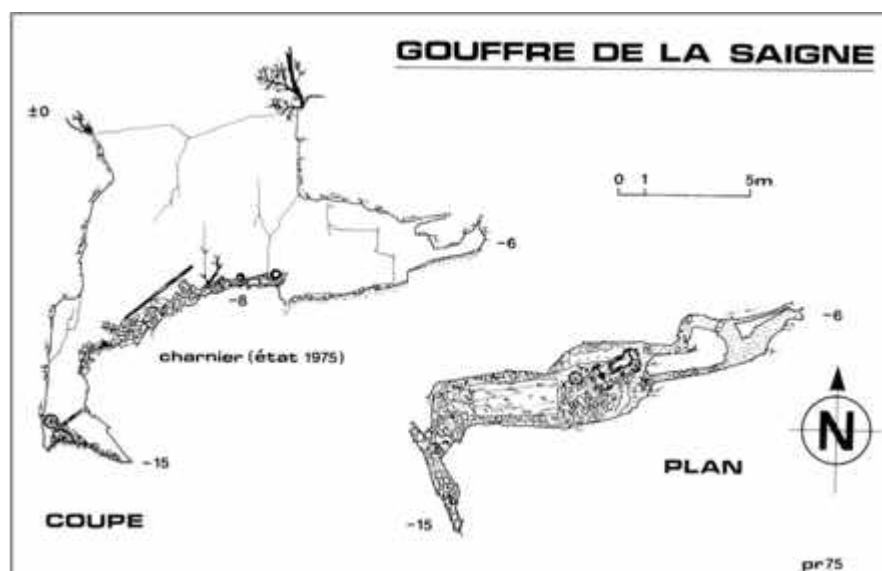 GOUFFRE DE LA SAIGNE
±0
0 1 5m
-6
-8
charnier (état 1975)
-6
-15
PLAN
N
COUPE
-15
pr75